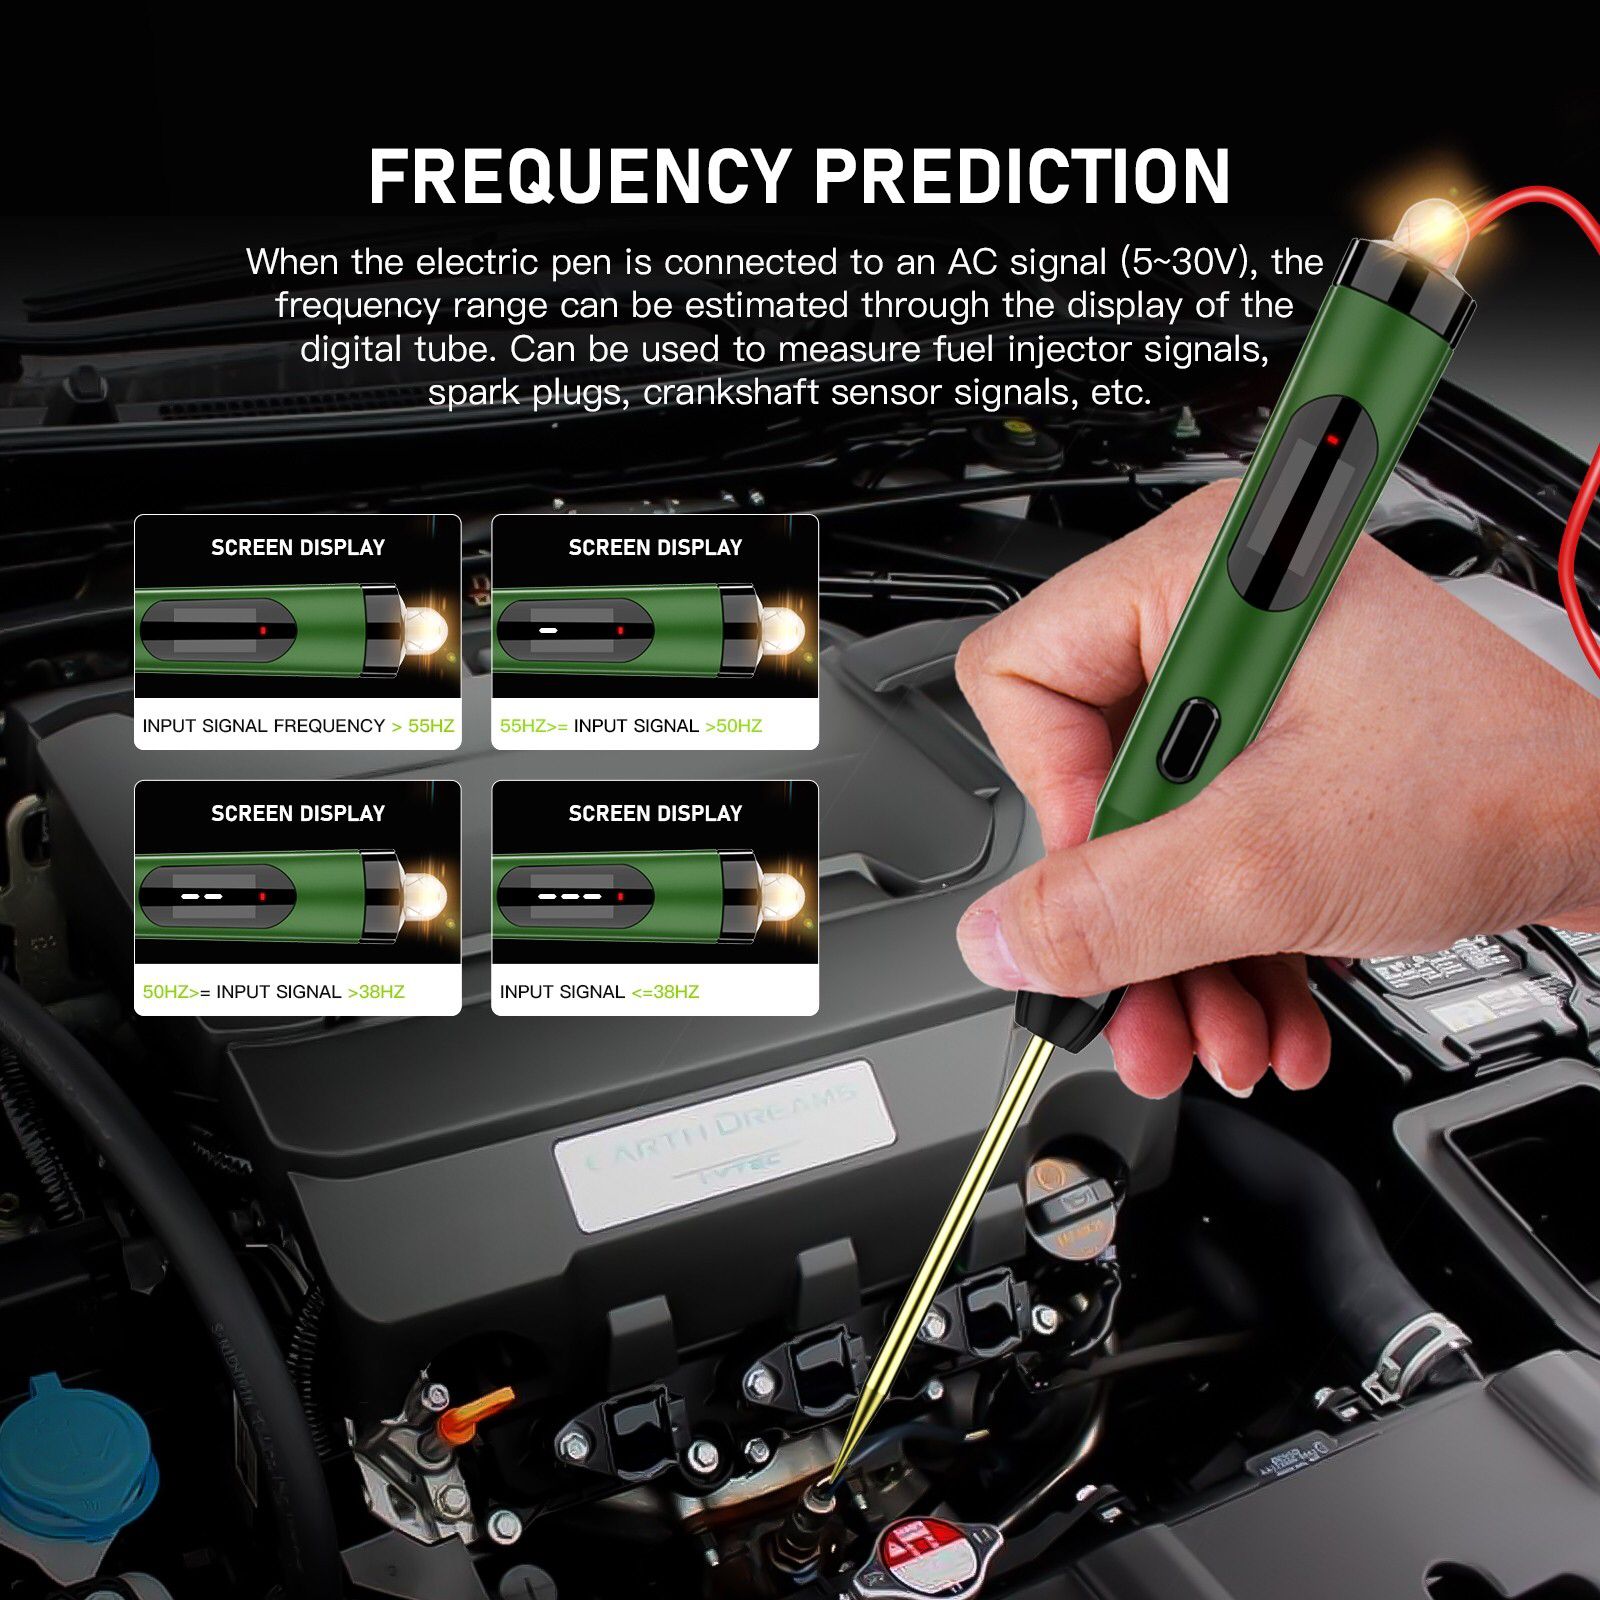 FREQUENCY PREDICTION
When the electric pen is connected to an AC signal (5~30V), the
frequency range can be estimated through the display of the
digital tube. Can be used to measure fuel injector signals,
spark plugs, crankshaft sensor signals, etc.
SCREEN DISPLAY
INPUT SIGNAL FREQUENCY > 55HZ
SCREEN DISPLAY
55HZ>= INPUT SIGNAL >50HZ
SCREEN DISPLAY
50HZ>= INPUT SIGNAL >38HZ
SCREEN DISPLAY
INPUT SIGNAL <=38HZ
EARTH DREAMS